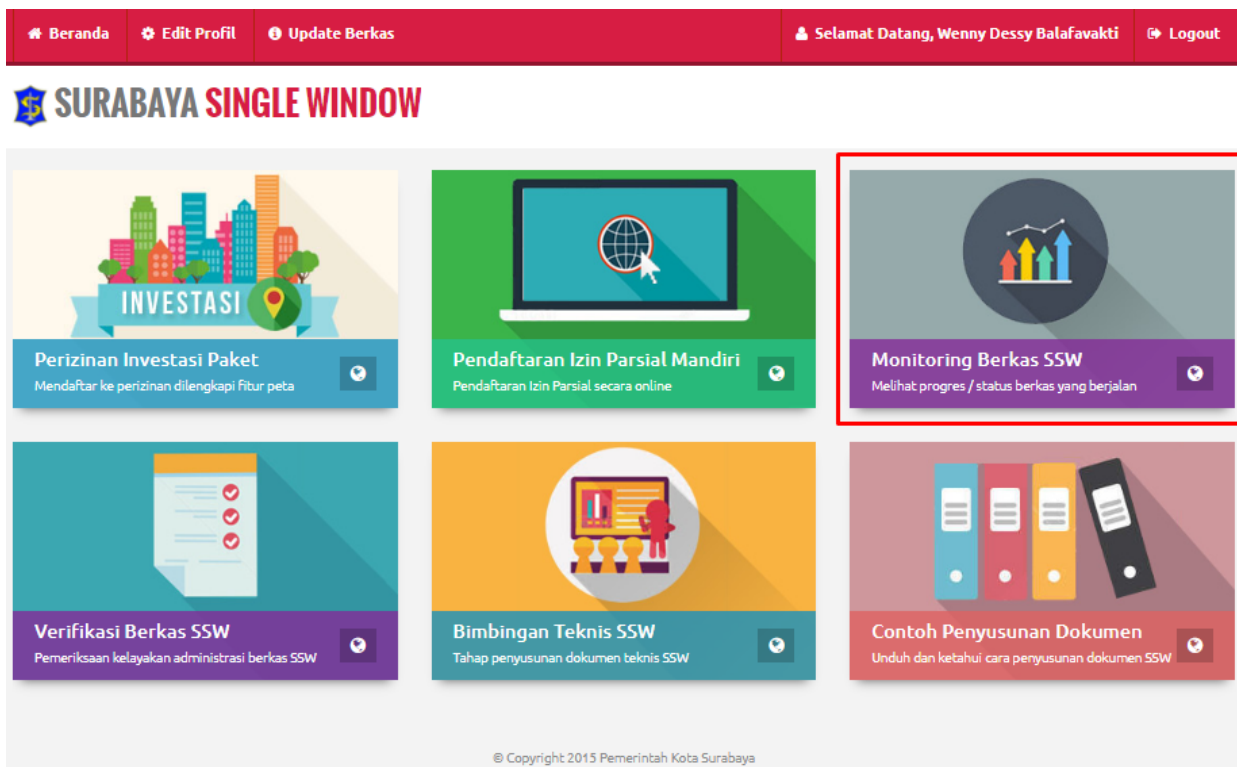 Beranda Edit Profil Update Berkas Selamat Datang, Wenny Dessy Balafavakti Logout
SURABAYA SINGLE WINDOW
INVESTASI
Perizinan Investasi Paket
Mendaftar ke perizinan dilengkapi fitur peta
Pendaftaran Izin Parsial Mandiri
Pendaftaran Izin Parsial secara online
Monitoring Berkas SSW
Melihat progres / status berkas yang berjalan
Verifikasi Berkas SSW
Pemeriksaan kelayakan administrasi berkas SSW
Bimbingan Teknis SSW
Tahap penyusunan dokumen teknis SSW
Contoh Penyusunan Dokumen
Unduh dan ketahui cara penyusunan dokumen SSW
© Copyright 2015 Pemerintah Kota Surabaya